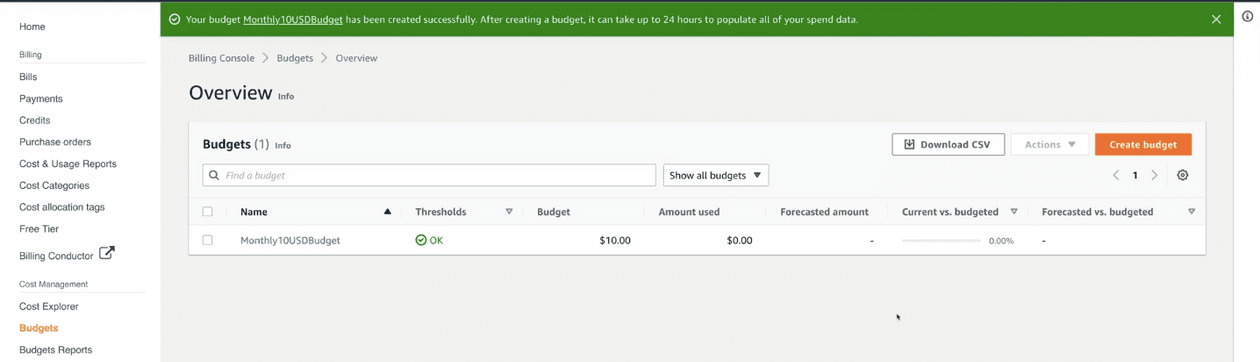 Your budget Monthly10USDBudget has been created successfully. After creating a budget, it can take up to 24 hours to populate all of your spend data.
Home
Billing
Bills
Payments
Credits
Purchase orders
Cost & Usage Reports
Cost Categories
Cost allocation tags
Free Tier
Billing Conductor
Cost Management
Cost Explorer
Budgets
Budgets Reports
Billing Console > Budgets > Overview
Overview Info
Budgets (1) Info
Download CSV Actions Create budget
Find a budget Show all budgets 1
Name Thresholds Budget Amount used Forecasted amount Current vs. budgeted Forecasted vs. budgeted
Monthly10USDBudget OK $10.00 $0.00 - 0.00% -